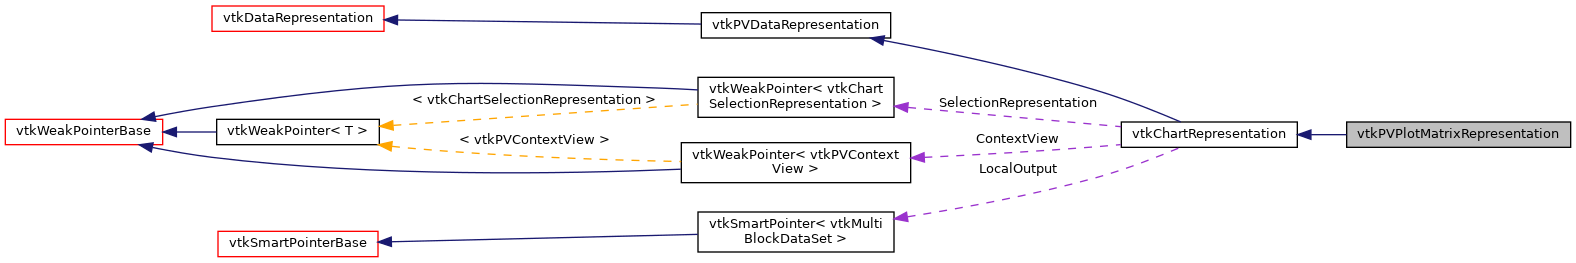 vtkDataRepresentation
vtkPVDataRepresentation
vtkWeakPointer< vtkChart
SelectionRepresentation >
< vtkChartSelectionRepresentation >
SelectionRepresentation
vtkWeakPointerBase
vtkWeakPointer< T >
vtkChartRepresentation
vtkPVPlotMatrixRepresentation
< vtkPVContextView >
ContextView
vtkWeakPointer< vtkPVContext
View >
LocalOutput
vtkSmartPointer< vtkMulti
BlockDataSet >
vtkSmartPointerBase